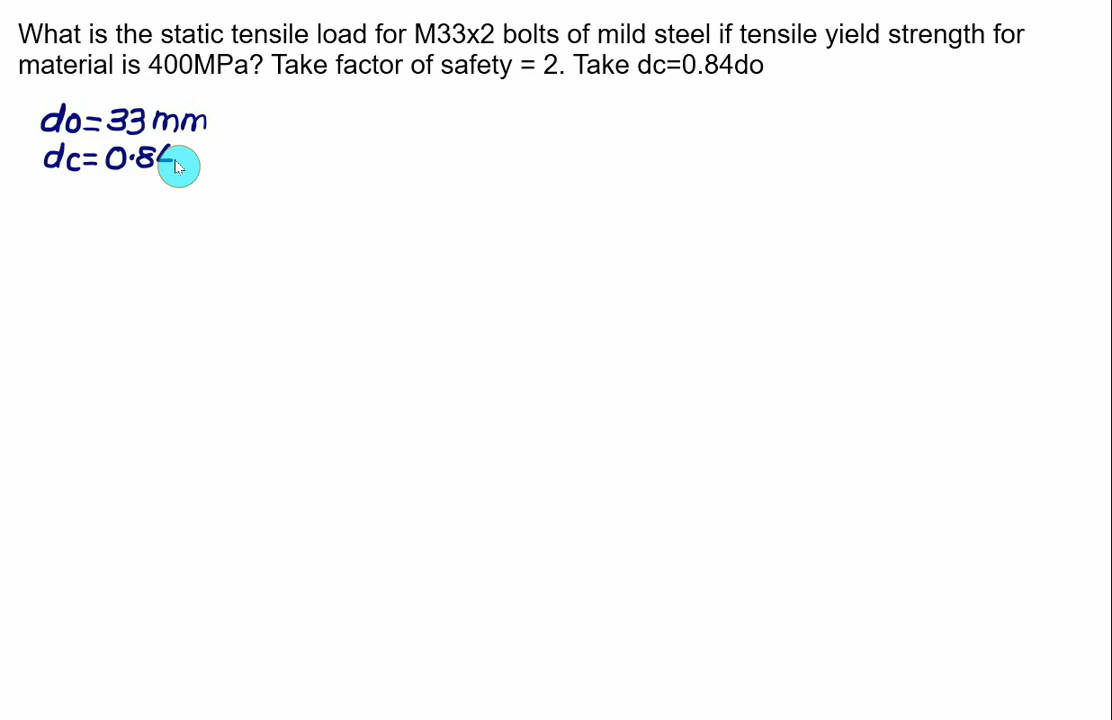 What is the static tensile load for M33x2 bolts of mild steel if tensile yield strength for
material is 400MPa? Take factor of safety = 2. Take dc=0.84do
do=33mm
dc=0.84